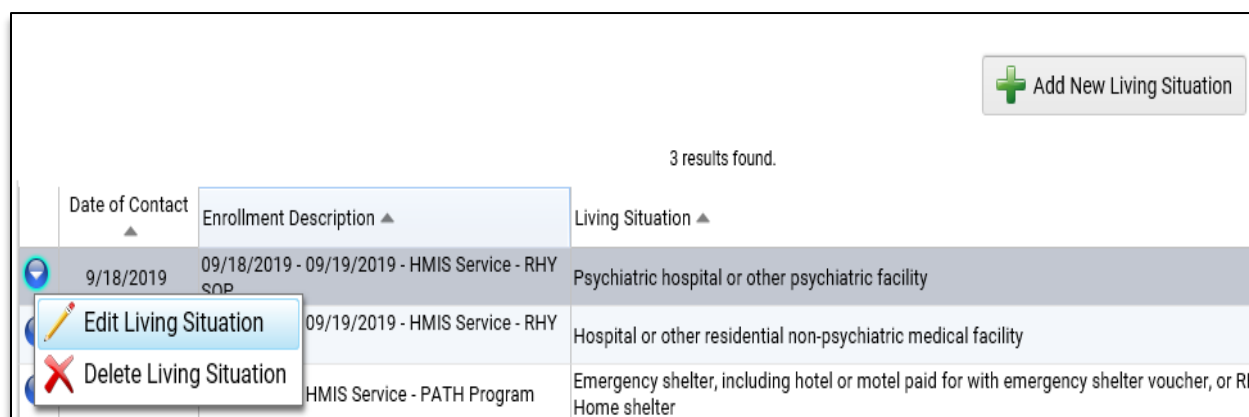 Add New Living Situation
3 results found.
Date of Contact
Enrollment Description
Living Situation
9/18/2019
09/18/2019 - 09/19/2019 - HMIS Service - RHY
SOP
Psychiatric hospital or other psychiatric facility
Edit Living Situation
09/19/2019 - HMIS Service - RHY
Hospital or other residential non-psychiatric medical facility
Delete Living Situation
HMIS Service - PATH Program
Emergency shelter, including hotel or motel paid for with emergency shelter voucher, or
Home shelter